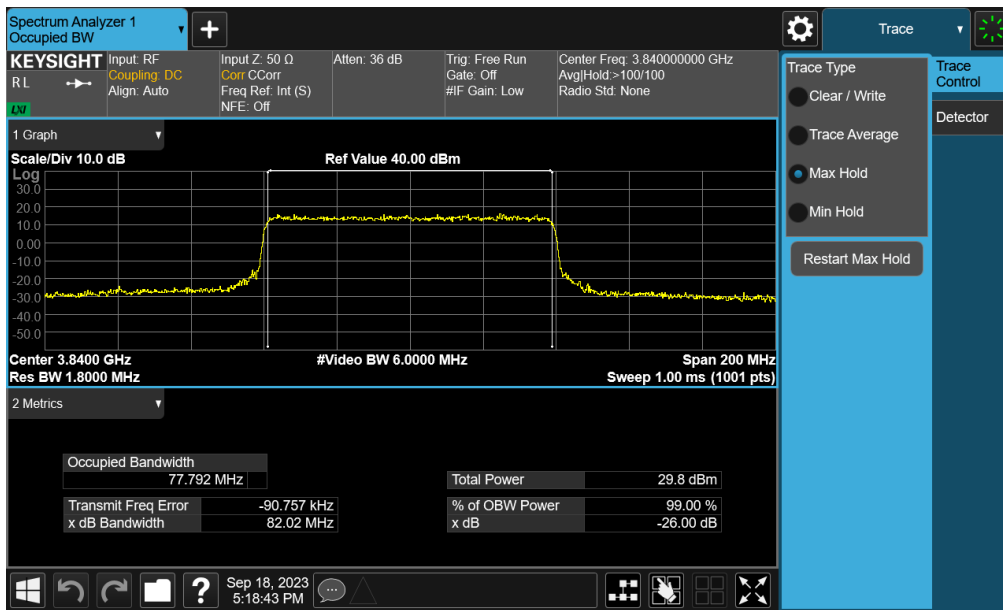 Spectrum Analyzer 1
Occupied BW
Trace
KEYSIGHT
R L
LXI
Input: RF
Coupling: DC
Align: Auto
Input Z: 50 Ω
Corr CCorr
Freq Ref: Int (S)
NFE: Off
Atten: 36 dB
Trig: Free Run
Gate: Off
#IF Gain: Low
Center Freq: 3.840000000 GHz
Avg|Hold:>100/100
Radio Std: None
Trace Type
Clear / Write
Trace Average
Max Hold
Min Hold
Restart Max Hold
Trace
Control
Detector
1 Graph
Scale/Div 10.0 dB
Ref Value 40.00 dBm
Log
30.0
20.0
10.0
0.00
-10.0
-20.0
-30.0
-40.0
-50.0
Center 3.8400 GHz
#Video BW 6.0000 MHz
Span 200 MHz
Res BW 1.8000 MHz
Sweep 1.00 ms (1001 pts)
2 Metrics
Occupied Bandwidth
77.792 MHz
Total Power 29.8 dBm
Transmit Freq Error -90.757 kHz
% of OBW Power 99.00 %
x dB Bandwidth 82.02 MHz
x dB -26.00 dB
?
Sep 18, 2023
5:18:43 PM